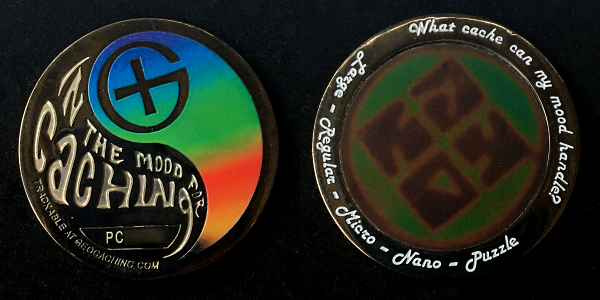 IN
THE MOOD FOR
CACHING
TRACKABLE AT GEOCACHING.COM
PC
What cache can my mood handle?
Large - Regular - Micro - Nano - Puzzle